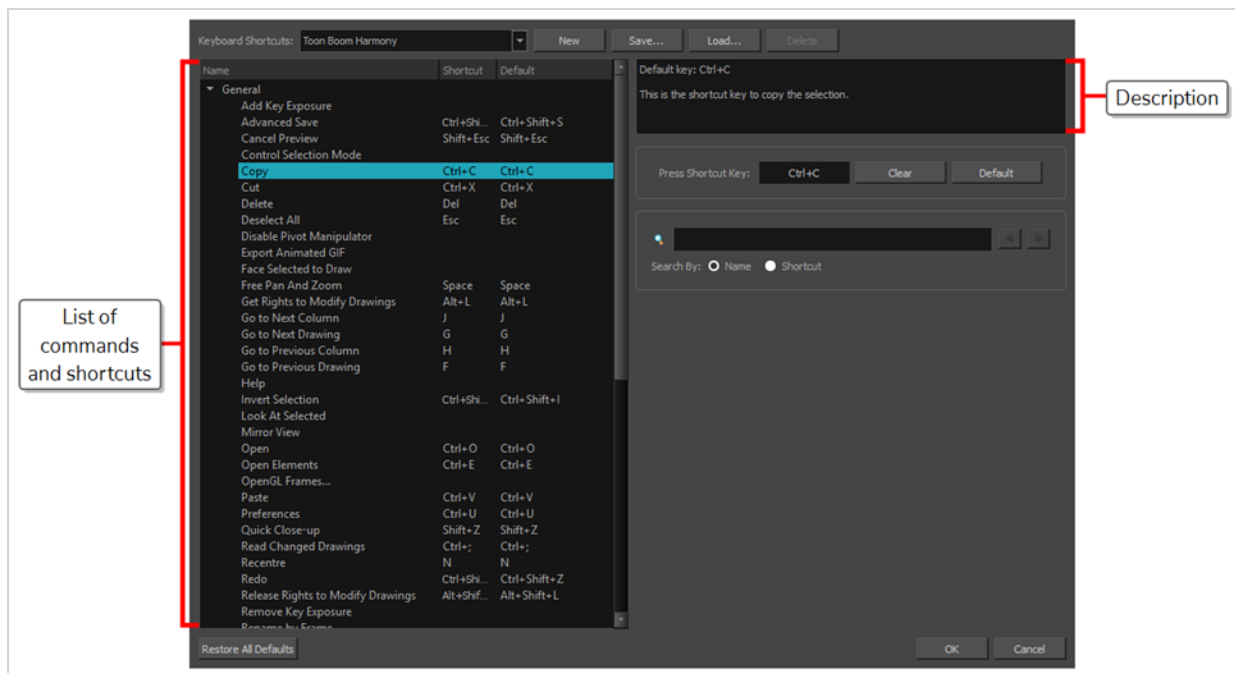 Keyboard Shortcuts: Toon Boom Harmony New Save... Load... Delete
Name Shortcut Default
General
Add Key Exposure
Advanced Save Ctrl+Shi... Ctrl+Shift+S
Cancel Preview Shift+Esc Shift+Esc
Control Selection Mode
Copy Ctrl+C Ctrl+C
Cut Ctrl+X Ctrl+X
Delete Del Del
Deselect All Esc Esc
Disable Pivot Manipulator
Export Animated GIF
Face Selected to Draw
Free Pan And Zoom Space Space
Get Rights to Modify Drawings Alt+L Alt+L
Go to Next Column J J
Go to Next Drawing G G
Go to Previous Column H H
Go to Previous Drawing F F
Help
Invert Selection Ctrl+Shi... Ctrl+Shift+I
Look At Selected
Mirror View
Open Ctrl+O Ctrl+O
Open Elements Ctrl+E Ctrl+E
OpenGL Frames...
Paste Ctrl+V Ctrl+V
Preferences Ctrl+U Ctrl+U
Quick Close-up Shift+Z Shift+Z
Read Changed Drawings Ctrl+; Ctrl+;
Recentre N N
Redo Ctrl+Shi... Ctrl+Shift+Z
Release Rights to Modify Drawings Alt+Shif... Alt+Shift+L
Remove Key Exposure
Rename by Frame
Default key: Ctrl+C
This is the shortcut key to copy the selection.
Press Shortcut Key: Ctrl+C Clear Default
Search By: Name Shortcut
Restore All Defaults OK Cancel
List of
commands
and shortcuts
Description